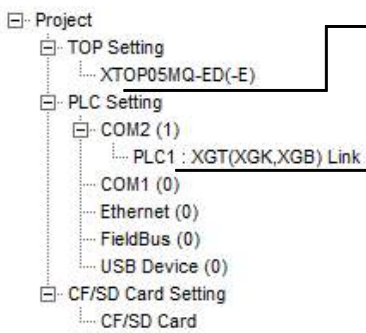 Project
TOP Setting
XTOP05MQ-ED(-E)
PLC Setting
COM2 (1)
PLC1 : XGT(XGK,XGB) Link
COM1 (0)
Ethernet (0)
FieldBus (0)
USB Device (0)
CF/SD Card Setting
CF/SD Card